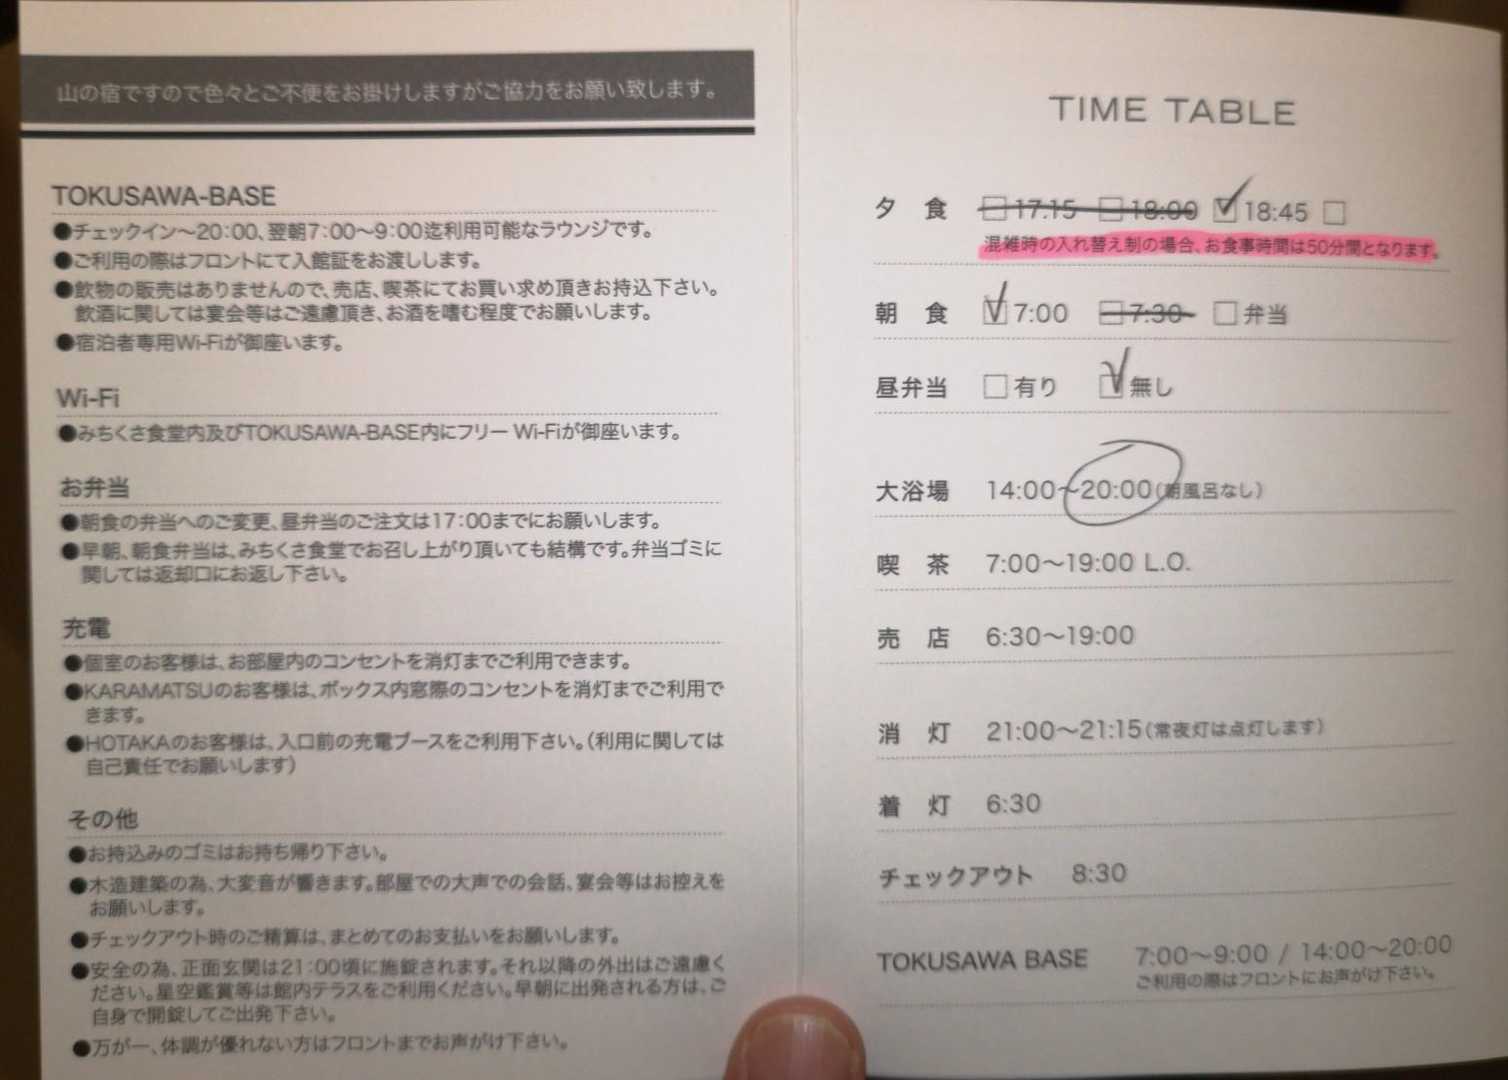 山の宿ですので色々とご不便をお掛けしますがご協力をお願い致します。
TOKUSAWA-BASE
●チェックイン〜20:00、翌朝7:00〜9:00迄利用可能なラウンジです。
●ご利用の際はフロントにて入館証をお渡しします。
●飲物の販売はありませんので、売店、喫茶にてお買い求め頂きお持込下さい。
飲酒に関しては宴会等はご遠慮頂き、お酒を嗜む程度でお願いします。
●宿泊者専用Wi-Fiが御座います。
Wi-Fi
●みちくさ食堂内及びTOKUSAWA-BASE内にフリー Wi-Fiが御座います。
お弁当
●朝食の弁当へのご変更、昼弁当のご注文は17:00までにお願いします。
●早朝、朝食弁当は、みちくさ食堂でお召し上がり頂いても結構です。弁当ゴミに
関しては返却口にお返し下さい。
充電
●個室のお客様は、お部屋内のコンセントを消灯までご利用できます。
●KARAMATSUのお客様は、ボックス内窓際のコンセントを消灯までご利用で
きます。
●HOTAKAのお客様は、入口前の充電ブースをご利用下さい。（利用に関しては
自己責任でお願いします）
その他
●お持込みのゴミはお持ち帰り下さい。
●木造建築の為、大変音が響きます。部屋での大声での会話、宴会等はお控えを
お願いします。
●チェックアウト時のご精算は、まとめてのお支払いをお願いします。
●安全の為、正面玄関は21:00頃に施錠されます。それ以降の外出はご遠慮く
ださい。星空鑑賞等は館内テラスをご利用ください。早朝に出発される方は、ご
自身で開錠してご出発下さい。
●万が一、体調が優れない方はフロントまでお声がけ下さい。
TIME TABLE
夕 食 □17:15 □18:00 ☑18:45 □
混雑時の入れ替え制の場合、お食事時間は50分間となります。
朝 食 ☑7:00 □7:30 □弁当
昼弁当 □有り ☑無し
大浴場 14:00〜20:00（朝風呂なし）
喫 茶 7:00〜19:00 L.O.
売 店 6:30〜19:00
消 灯 21:00〜21:15（常夜灯は点灯します）
着 灯 6:30
チェックアウト 8:30
TOKUSAWA BASE 7:00〜9:00 / 14:00〜20:00
ご利用の際はフロントにお声がけ下さい。